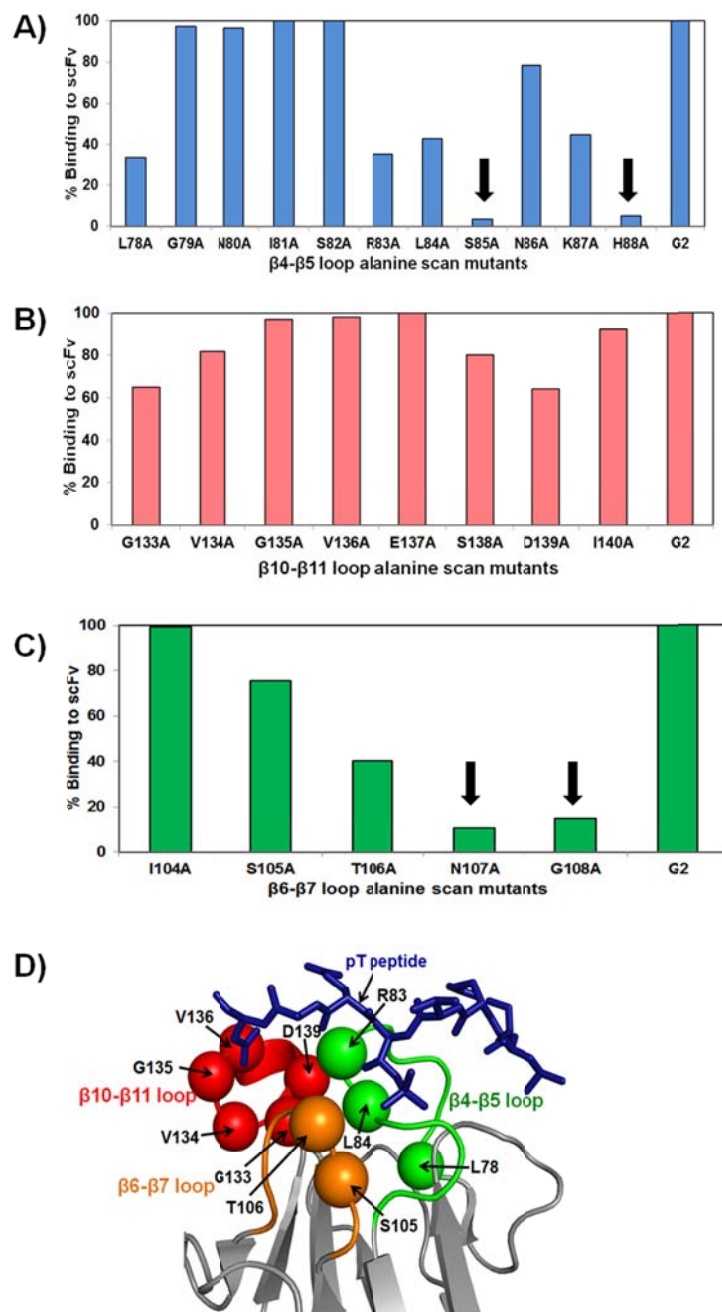 A)
% Binding to scFv
100
80
60
40
20
0
L78A G79A N80A I81A S82A R83A L84A S85A N86A K87A H88A G2
β4-β5 loop alanine scan mutants
B)
% Binding to scFv
100
80
60
40
20
0
G133A V134A G135A V136A E137A S138A D139A I140A G2
β10-β11 loop alanine scan mutants
C)
% Binding to scFv
100
80
60
40
20
0
I104A S105A T106A N107A G108A G2
β6-β7 loop alanine scan mutants
D)
pT peptide
R83
V136
D139
G135
β10-β11 loop
β4-β5 loop
V134
L84
L78
G133
β6-β7 loop
T106
S105